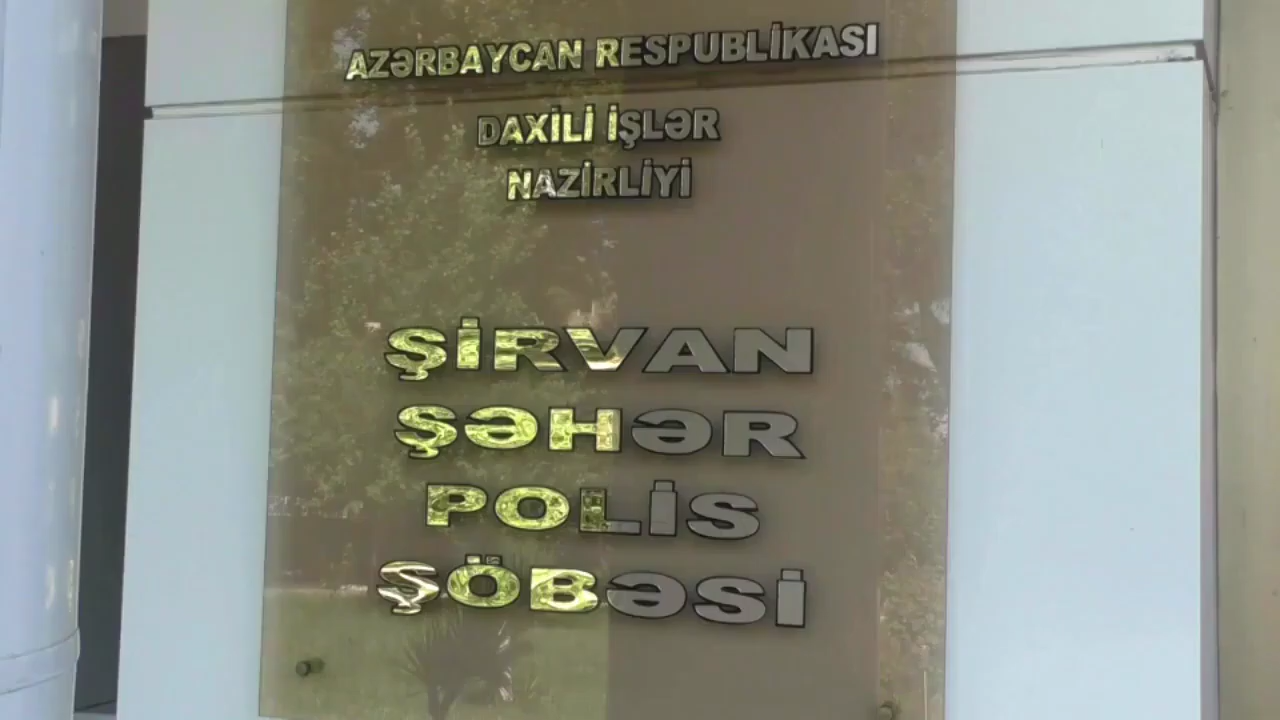 AZƏRBAYCAN RESPUBLİKASI
DAXİLİ İŞLƏR
NAZİRLİYİ
ŞİRVAN
ŞƏHƏR
POLİS
ŞÖBƏSİ